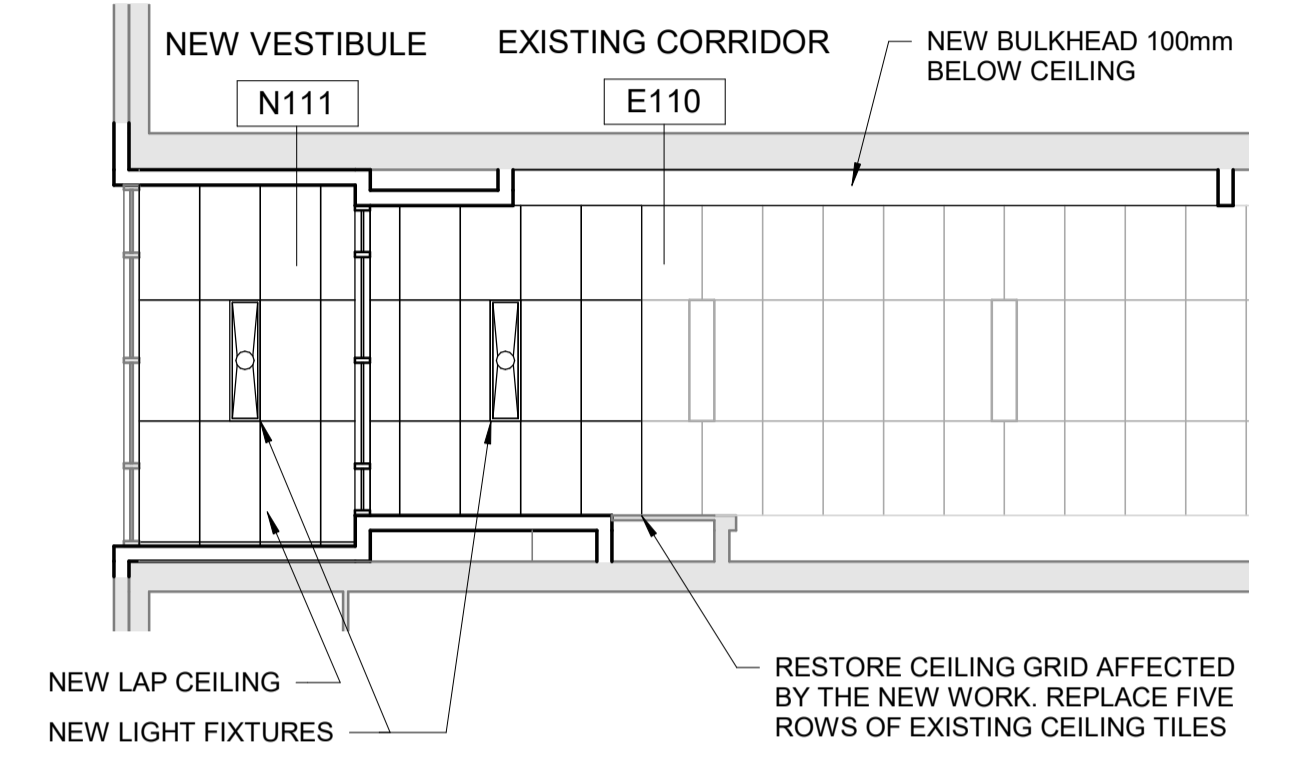 NEW VESTIBULE
N111
EXISTING CORRIDOR
E110
NEW BULKHEAD 100mm
BELOW CEILING
NEW LAP CEILING
NEW LIGHT FIXTURES
RESTORE CEILING GRID AFFECTED
BY THE NEW WORK. REPLACE FIVE
ROWS OF EXISTING CEILING TILES